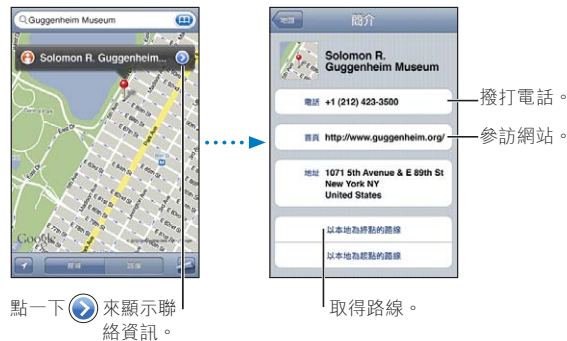 Guggenheim Museum
Solomon R. Guggenheim...
Google
點一下 來顯示聯
絡資訊。
地圖
簡介
Solomon R.
Guggenheim Museum
電話 +1 (212) 423-3500
首頁 http://www.guggenheim.org/
地址 1071 5th Avenue & E 89th St
New York NY
United States
以本地為終點的路線
以本地為起點的路線
撥打電話。
參訪網站。
取得路線。